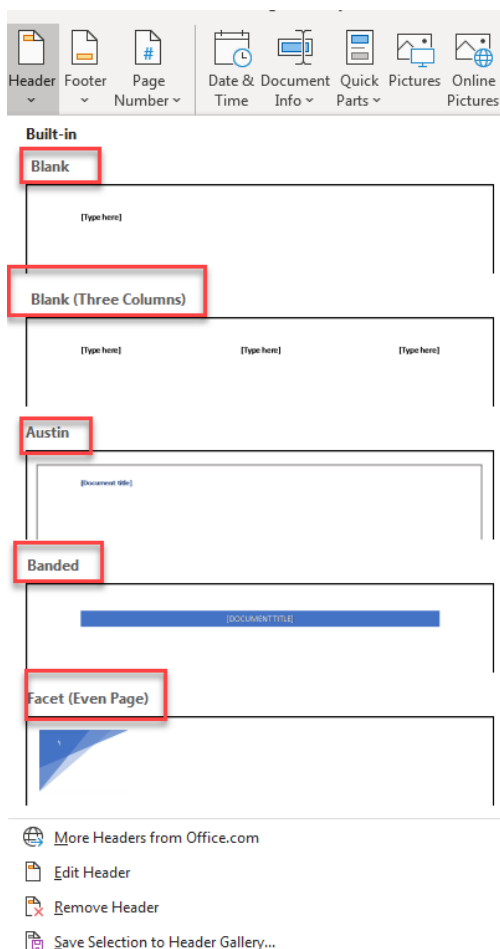 Header Footer Page Number Date & Time Document Info Quick Parts Pictures Online Pictures
Built-in
Blank
[Type here]
Blank (Three Columns)
[Type here] [Type here] [Type here]
Austin
[Document title]
Banded
[DOCUMENT TITLE]
Facet (Even Page)
More Headers from Office.com
Edit Header
Remove Header
Save Selection to Header Gallery...